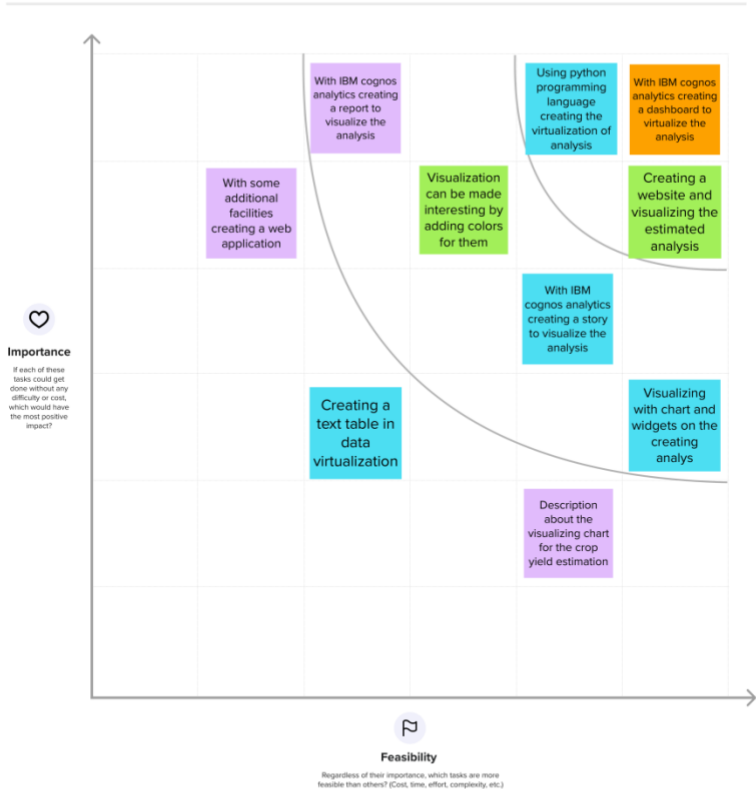 With IBM cognos
analytics creating
a report to
visualize the
analysis
Using python
programming
language
creating the
virtualization of
analysis
With IBM cognos
analytics creating
a dashboard to
virtualize the
analysis
With some
additional
facilities
creating a web
application
Visualization
can be made
interesting by
adding colors
for them
Creating a
website and
visualizing the
estimated
analysis
With IBM
cognos analytics
creating a story
to visualize the
analysis
Importance
If each of these
tasks could get
done without any
difficulty or cost,
which would have
the most positive
impact?
Creating a
text table in
data
virtualization
Visualizing
with chart and
widgets on the
creating
analys
Description
about the
visualizing chart
for the crop
yield estimation
Feasibility
Regardless of their importance, which tasks are more
feasible than others? (Cost, time, effort, complexity, etc.)